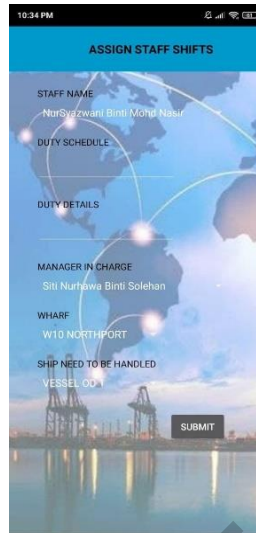 10:34 PM
ASSIGN STAFF SHIFTS
STAFF NAME
NurSyazwani Binti Mohd Nasir
DUTY SCHEDULE
DUTY DETAILS
MANAGER IN CHARGE
Siti Nurhawa Binti Solehan
WHARF
W10 NORTHPORT
SHIP NEED TO BE HANDLED
VESSEL OD 1
SUBMIT